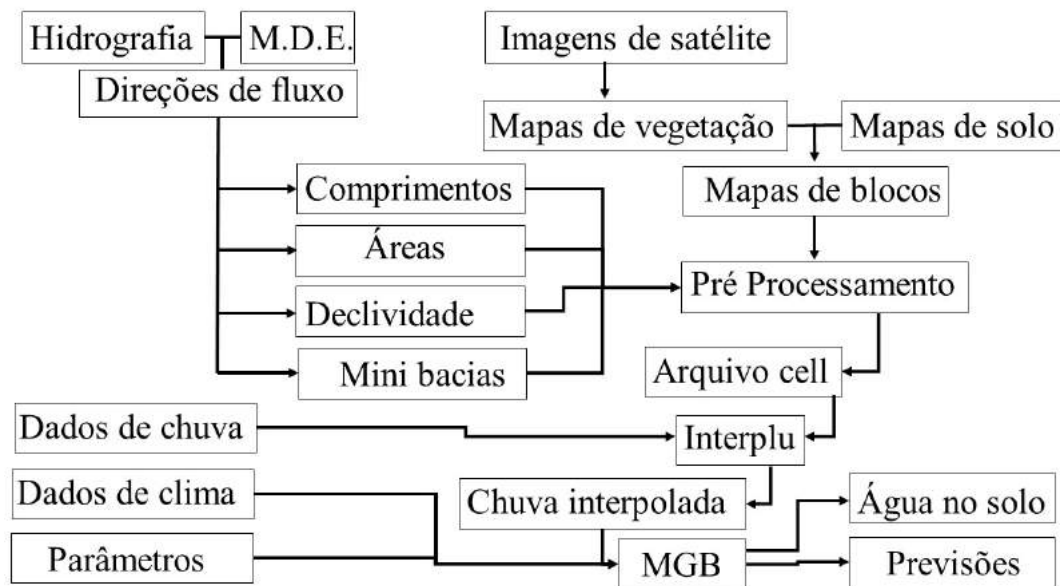 Hidrografia
M.D.E.
Imagens de satélite
Direções de fluxo
Mapas de vegetação
Mapas de solo
Comprimentos
Mapas de blocos
Áreas
Pré Processamento
Declividade
Mini bacias
Arquivo cell
Dados de chuva
Interplu
Dados de clima
Chuva interpolada
Água no solo
Parâmetros
MGB
Previsões